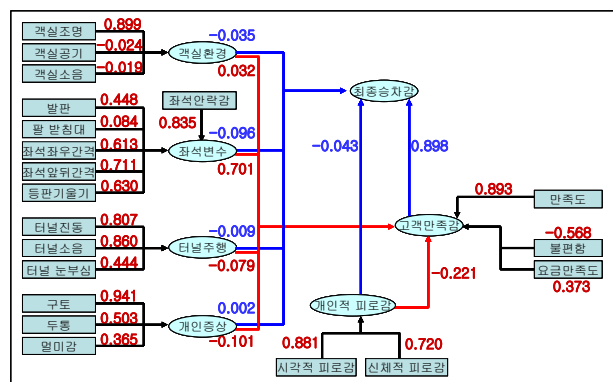 객실조명
0.899
객실공기
-0.024
객실소음
-0.019
객실환경
-0.035
0.032
발판
0.448
팔 받침대
0.084
좌석좌우간격
0.613
좌석앞뒤간격
0.711
등판기울기
0.630
좌석안락감
0.835
좌석변수
-0.096
0.701
터널진동
0.807
터널소음
0.860
터널 눈부심
0.444
터널주행
-0.009
-0.079
구토
0.941
두통
0.503
멀미감
0.365
개인증상
0.002
-0.101
최종승차감
-0.043
0.898
고객만족감
0.893
만족도
-0.568
불편함
요금만족도
0.373
-0.221
개인적 피로감
0.881
0.720
시각적 피로감
신체적 피로감